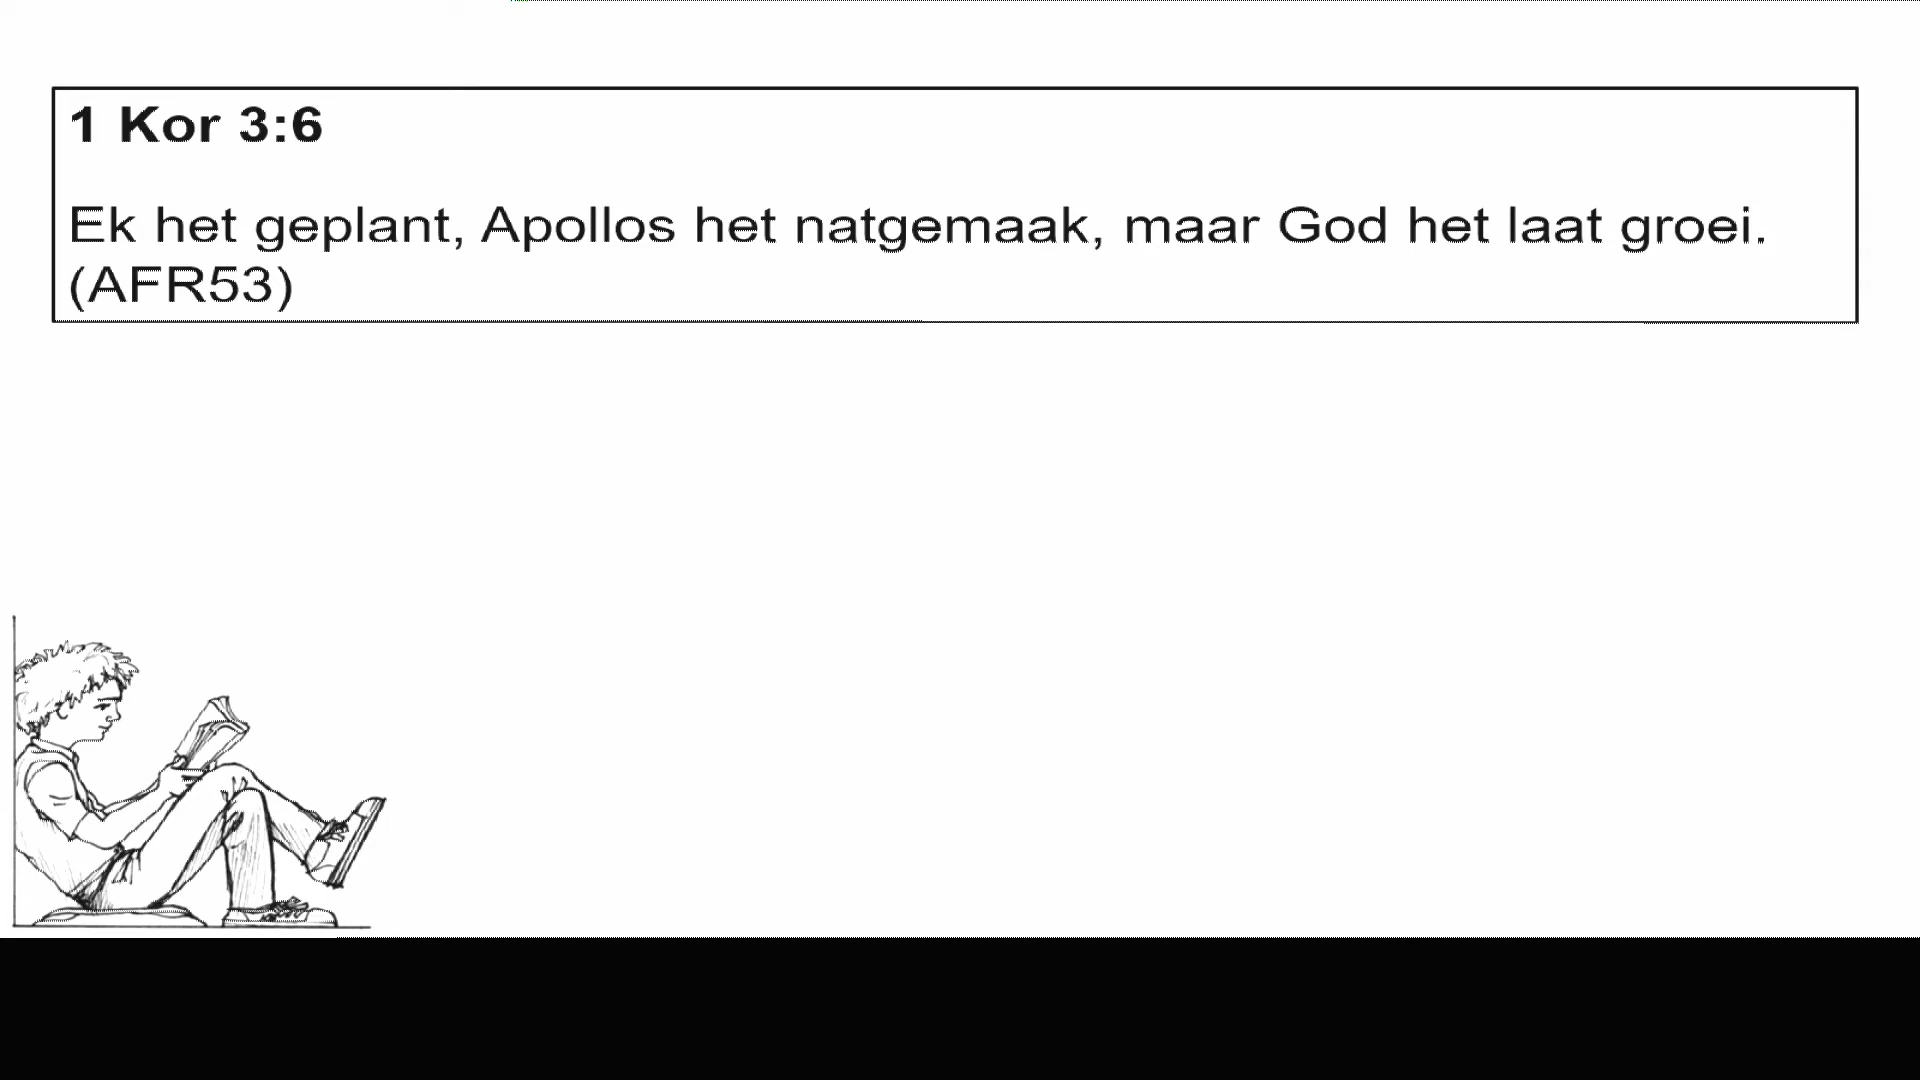 1 Kor 3:6
Ek het geplant, Apollos het natgemaak, maar God het laat groei.
(AFR53)